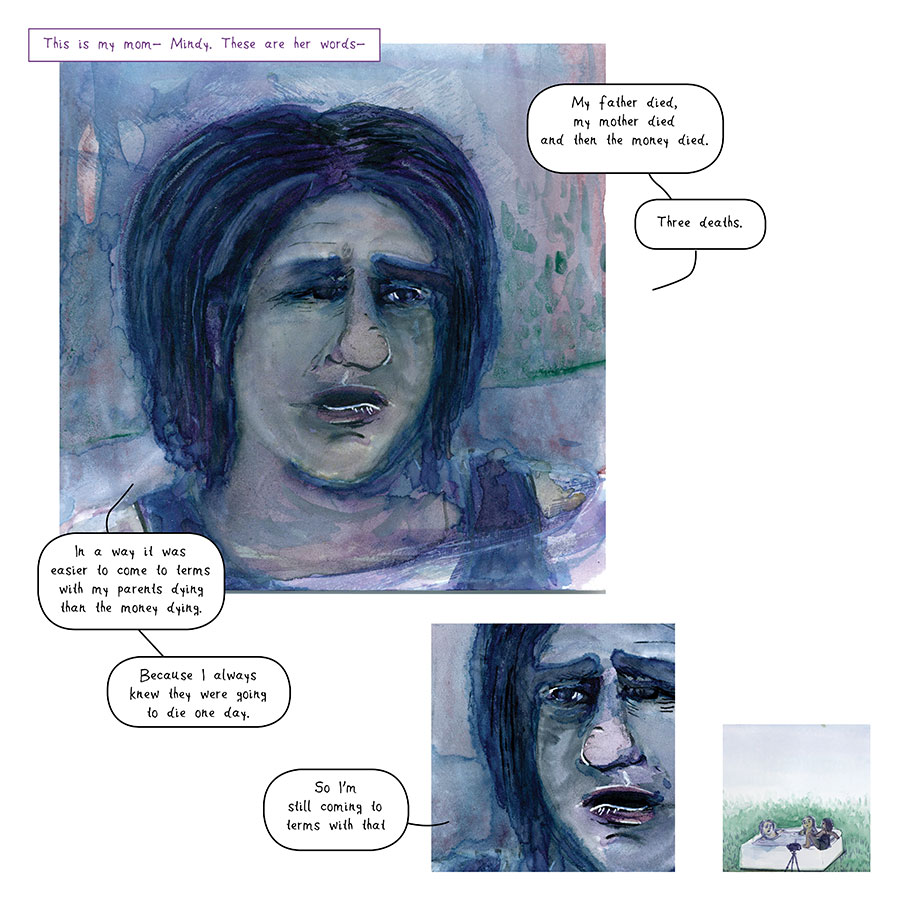 This is my mom— Mindy. These are her words—
My father died,
my mother died
and then the money died.
Three deaths.
In a way it was
easier to come to terms
with my parents dying
than the money dying.
Because I always
knew they were going
to die one day.
So I'm
still coming to
terms with that